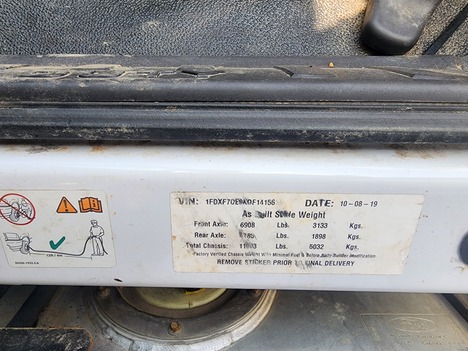 VIN: DATE: 10-08-19
As Built Scale Weight
Front Axle: 6908 Lbs. 3133 Kgs.
Rear Axle: Lbs. 1898 Kgs.
Total Chassis: Lbs. 5032 Kgs.
Factory Verified Chassis Weight With Minimal Fuel & Before Body-Builder Modification
REMOVE STICKER PRIOR TO FINAL DELIVERY